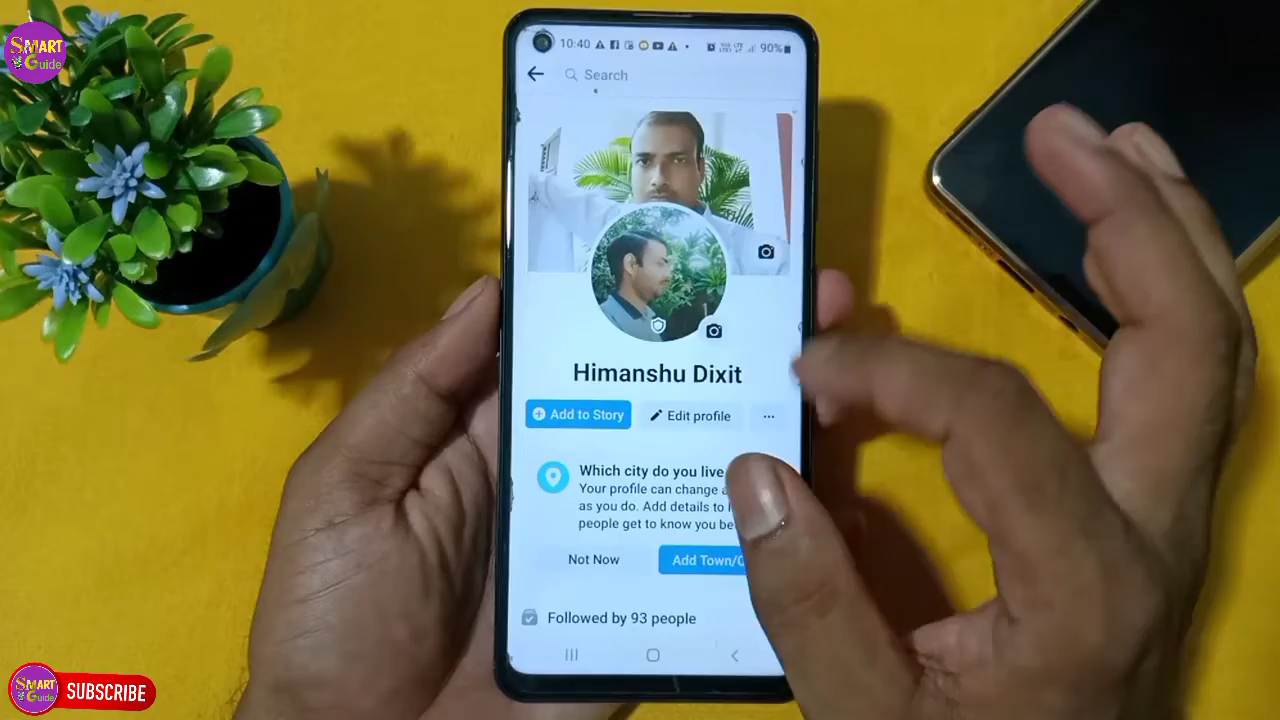 SMART
Guide
10:40
90%
Search
Himanshu Dixit
Add to Story
Edit profile
Which city do you live
Your profile can change
as you do. Add details to
people get to know you
Not Now
Add Town/
Followed by 93 people
SMART
Guide
SUBSCRIBE